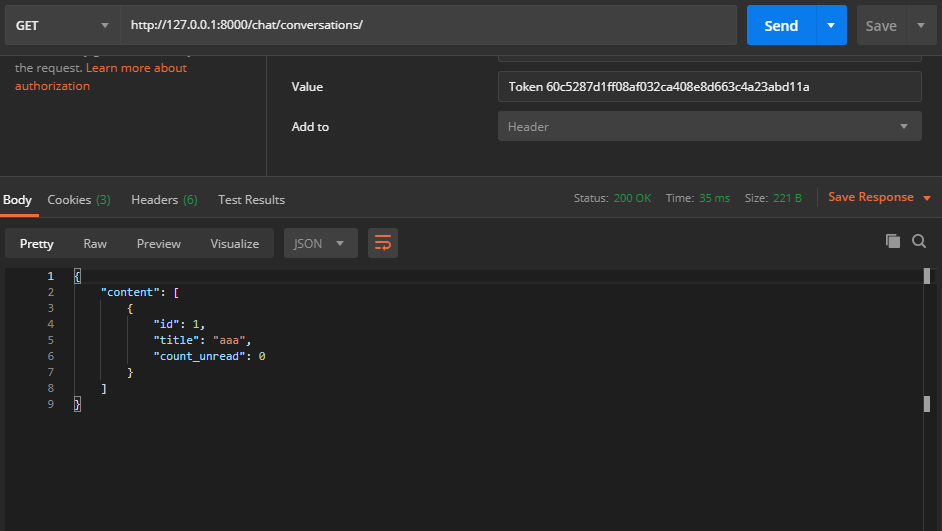 GET http://127.0.0.1:8000/chat/conversations/ Send Save
the request. Learn more about
authorization
Value Token 60c5287d1ff08af032ca408e8d663c4a23abd11a
Add to Header
Body Cookies (3) Headers (6) Test Results Status: 200 OK Time: 35 ms Size: 221 B Save Response
Pretty Raw Preview Visualize JSON
1 {
2 "content": [
3 {
4 "id": 1,
5 "title": "aaa",
6 "count_unread": 0
7 }
8 ]
9 }